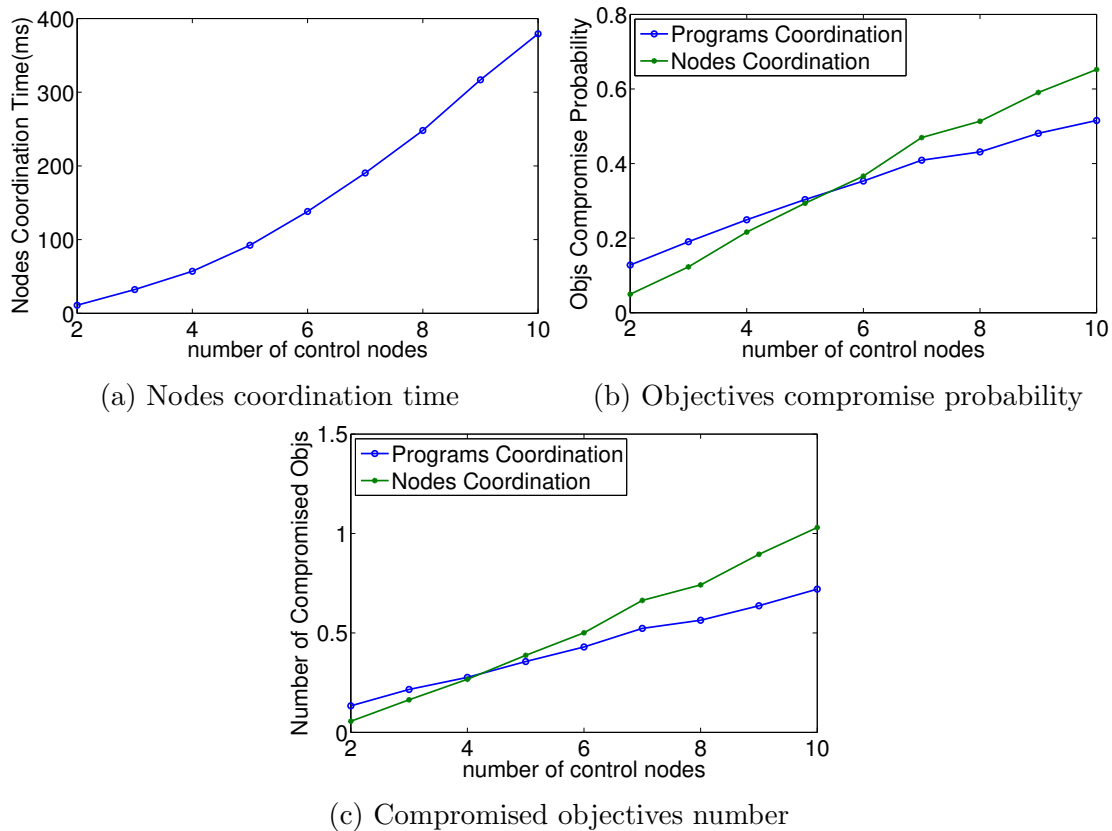 400
300
200
100
0
2
4
6
8
10
Nodes Coordination Time(ms)
number of control nodes
(a) Nodes coordination time
0.8
0.6
0.4
0.2
0
2
4
6
8
10
Objs Compromise Probability
Programs Coordination
Nodes Coordination
number of control nodes
(b) Objectives compromise probability
1.5
1
0.5
0
2
4
6
8
10
Number of Compromised Objs
Programs Coordination
Nodes Coordination
number of control nodes
(c) Compromised objectives number